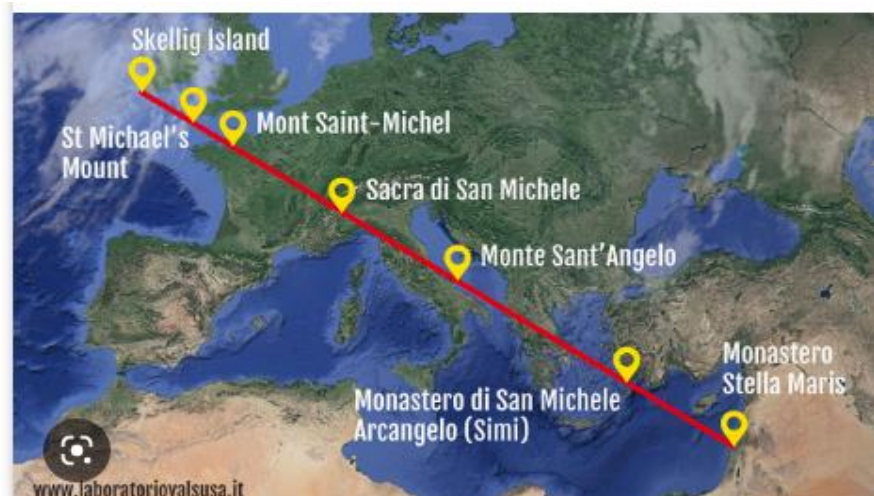 Skellig Island
St Michael's
Mount
Mont Saint-Michel
Sacra di San Michele
Monte Sant'Angelo
Monastero di San Michele
Arcangelo (Simi)
Monastero
Stella Maris
www.laboratoriovalsusa.it